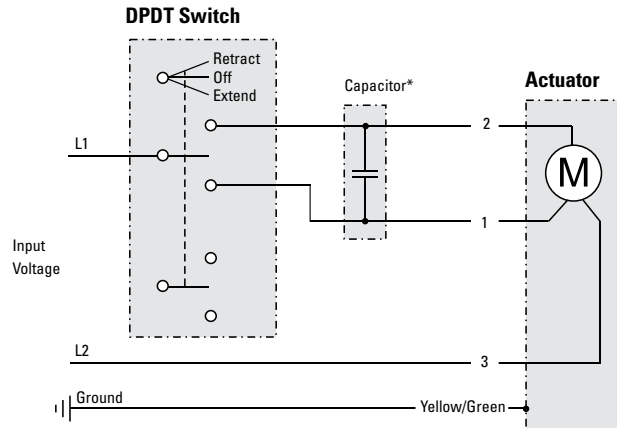 DPDT Switch
Retract
Off
Extend
Capacitor*
Actuator
L1
2
M
1
Input
Voltage
L2
3
Ground
Yellow/Green